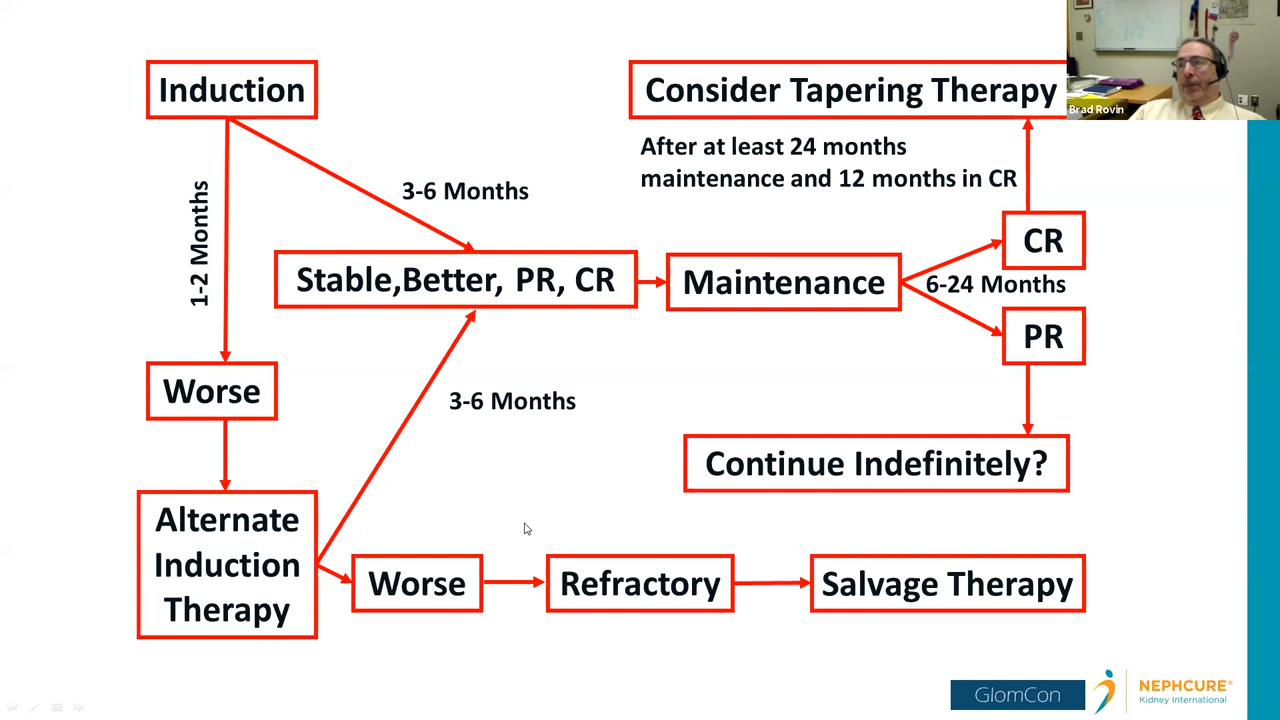 Induction
Consider Tapering Therapy
Brad Rovin
After at least 24 months
maintenance and 12 months in CR
3-6 Months
1-2 Months
Stable,Better, PR, CR
Maintenance
CR
6-24 Months
PR
Worse
3-6 Months
Continue Indefinitely?
Alternate
Induction
Therapy
Worse
Refractory
Salvage Therapy
GlomCon
NEPHCURE®
Kidney International